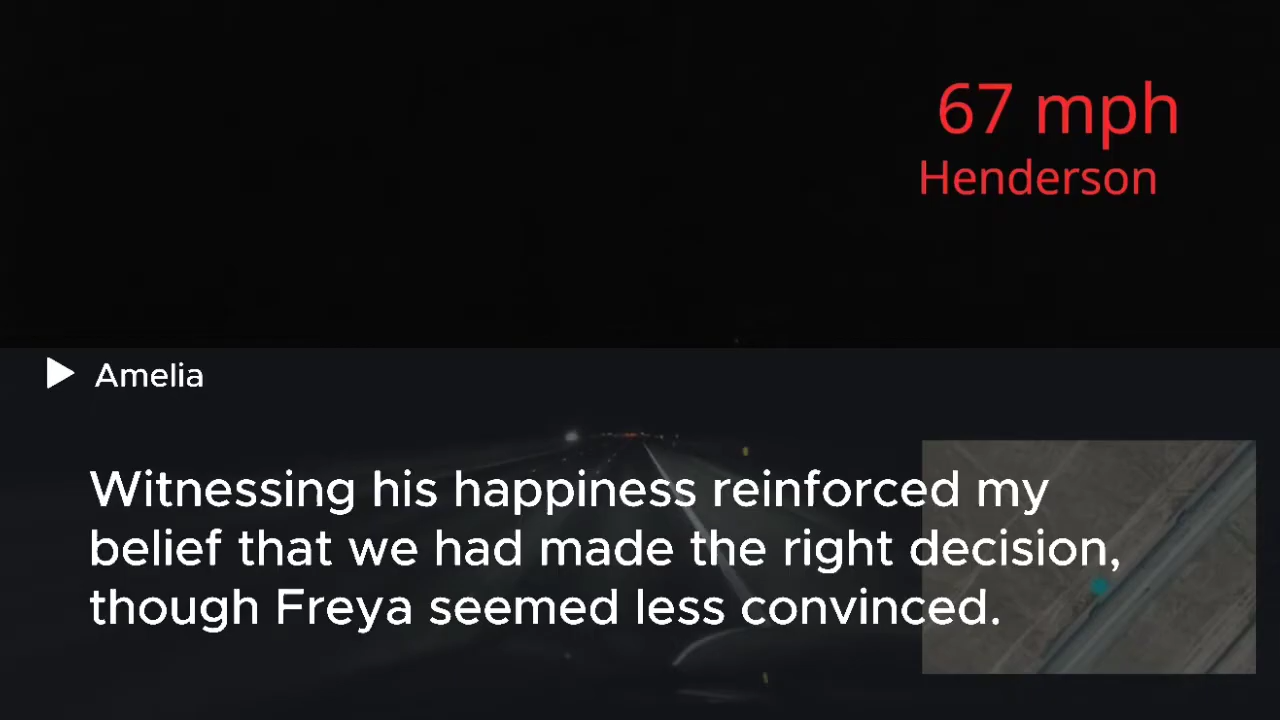 67 mph
Henderson
Amelia
Witnessing his happiness reinforced my
belief that we had made the right decision,
though Freya seemed less convinced.